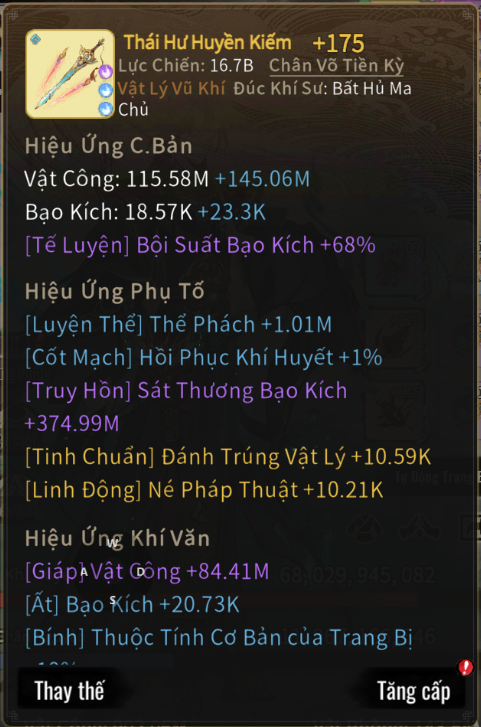 Thái Hư Huyền Kiếm +175
Lực Chiến: 16.7B Chân Võ Tiền Kỳ
Vật Lý Vũ Khí Đúc Khí Sư: Bất Hủ Ma
Chủ
Hiệu Ứng C.Bản
Vật Công: 115.58M +145.06M
Bạo Kích: 18.57K +23.3K
[Tế Luyện] Bội Suất Bạo Kích +68%
Hiệu Ứng Phụ Tố
[Luyện Thể] Thể Phách +1.01M
[Cốt Mạch] Hồi Phục Khí Huyết +1%
[Truy Hồn] Sát Thương Bạo Kích
+374.99M
[Tinh Chuẩn] Đánh Trúng Vật Lý +10.59K
[Linh Động] Né Pháp Thuật +10.21K
Hiệu Ứng Khí Văn
W
[Giáp] Vật Công +84.41M
A D
[Ất] Bạo Kích +20.73K
S
[Bính] Thuộc Tính Cơ Bản của Trang Bị
Thay thế Tăng cấp